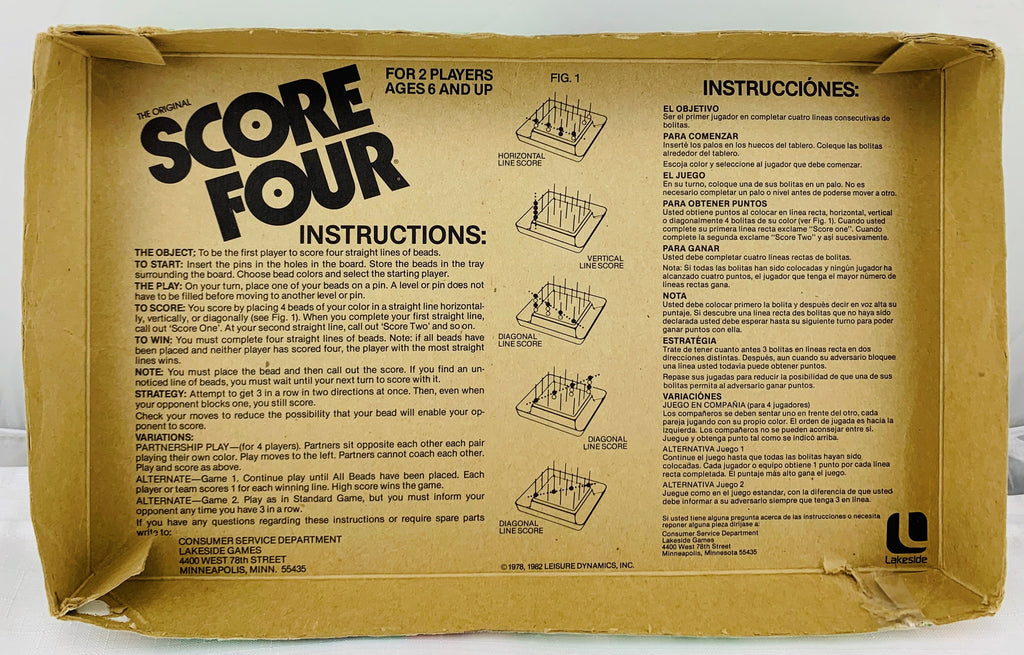 THE ORIGINAL
SCORE
FOUR®
FOR 2 PLAYERS
AGES 6 AND UP
INSTRUCTIONS:
THE OBJECT; To be the first player to score four straight lines of beads.
TO START: Insert the pins in the holes in the board. Store the beads in the tray
surrounding the board. Choose bead colors and select the starting player.
THE PLAY: On your turn, place one of your beads on a pin. A level or pin does not
have to be filled before moving to another level or pin.
TO SCORE: You score by placing 4 beads of your color in a straight line horizontal-
ly, vertically, or diagonally (see Fig. 1). When you complete your first straight line,
call out 'Score One'. At your second straight line, call out 'Score Two' and so on.
TO WIN: You must complete four straight lines of beads. Note: if all beads have
been placed and neither player has scored four, the player with the most straight
lines wins.
NOTE: You must place the bead and then call out the score. If you find an un-
noticed line of beads, you must wait until your next turn to score with it.
STRATEGY: Attempt to get 3 in a row in two directions at once. Then, even when
your opponent blocks one, you still score.
Check your moves to reduce the possibility that your bead will enable your op-
ponent to score.
VARIATIONS:
PARTNERSHIP PLAY—(for 4 players). Partners sit opposite each other each pair
playing their own color. Play moves to the left. Partners cannot coach each other.
Play and score as above.
ALTERNATE—Game 1. Continue play until All Beads have been placed. Each
player or team scores 1 for each winning line. High score wins the game.
ALTERNATE—Game 2. Play as in Standard Game, but you must inform your
opponent any time you have 3 in a row.
If you have any questions regarding these instructions or require spare parts
write to:
CONSUMER SERVICE DEPARTMENT
LAKESIDE GAMES
4400 WEST 78th STREET
MINNEAPOLIS, MINN. 55435
FIG. 1
HORIZONTAL
LINE SCORE
VERTICAL
LINE SCORE
DIAGONAL
LINE SCORE
DIAGONAL
LINE SCORE
DIAGONAL
LINE SCORE
©1978, 1982 LEISURE DYNAMICS, INC.
INSTRUCCIÓNES:
EL OBJETIVO
Ser el primer jugador en completar cuatro lineas consecutivas de
bolitas.
PARA COMENZAR
Inserté los palos en los huecos del tablero. Coleque las bolitas
alrededor del tablero.
Escoja color y seleccione al jugador que debe comenzar.
EL JUEGO
En su turno, coloque una de sus bolitas en un palo. No es
necesario completar un palo o nivel antes de poderse mover a otro.
PARA OBTENER PUNTOS
Usted obtiene puntos al colocar en línea recta, horizontal, vertical
o diagonalmente 4 bolitas de su color (ver Fig. 1). Cuando usted
complete su primera línea recta exclame "Score one". Cuando
complete la segunda exclame "Score Two" y asi sucesivamente.
PARA GANAR
Usted debe completar cuatro líneas rectas de bolitas.
Nota: Si todas las bolitas han sido colocadas y ningún jugador ha
alcanzado cuatro puntos, el jugador que tenga el mayor número de
líneas rectas gana.
NOTA
Usted debe colocar primero la bolita y después decir en voz alta su
puntaje. Si descubre una línea recta des bolitas que no haya sido
declarada usted debe esperar hasta su siguiente turno para poder
ganar puntos con ella.
ESTRATÉGIA
Trate de tener cuanto antes 3 bolitas en líneas recta en dos
direcciones distintas. Después, aun cuando su adversario bloquee
una línea usted todavia puede obtener puntos.
Repase sus jugadas para reducir la posibilidad de que una de sus
bolitas permita al adversario ganar puntos.
VARIACIÓNES
JUEGO EN COMPAÑIA (para 4 jugadores)
Los compañeros se deben sentar uno en frente del otro, cada
pareja jugando con su propio color. El orden de jugada es hacia la
izquierda. Los compañeros no se pueden aconsejar entre sí.
Juegue y obtenga punto tal como se indicó arriba.
ALTERNATIVA Juego 1
Continue el juego hasta que todas las bolitas hayan sido
colocadas. Cada jugador o equipo obtiene 1 punto por cada línea
recta completada. El puntaje más alto gana el juego.
ALTERNATIVA Juego 2
Juegue como en el juego estandar, con la diferencia de que usted
debe informar a su adversario siempre que tenga 3 en línea.
Si usted tiene alguna pregunta acerca de las instrucciones o necesita
reponer alguna pieza dirijase a:
Consumer Service Department
Lakeside Games
4400 West 78th Street
Minneapolis, Minnesota 55435
Lakeside